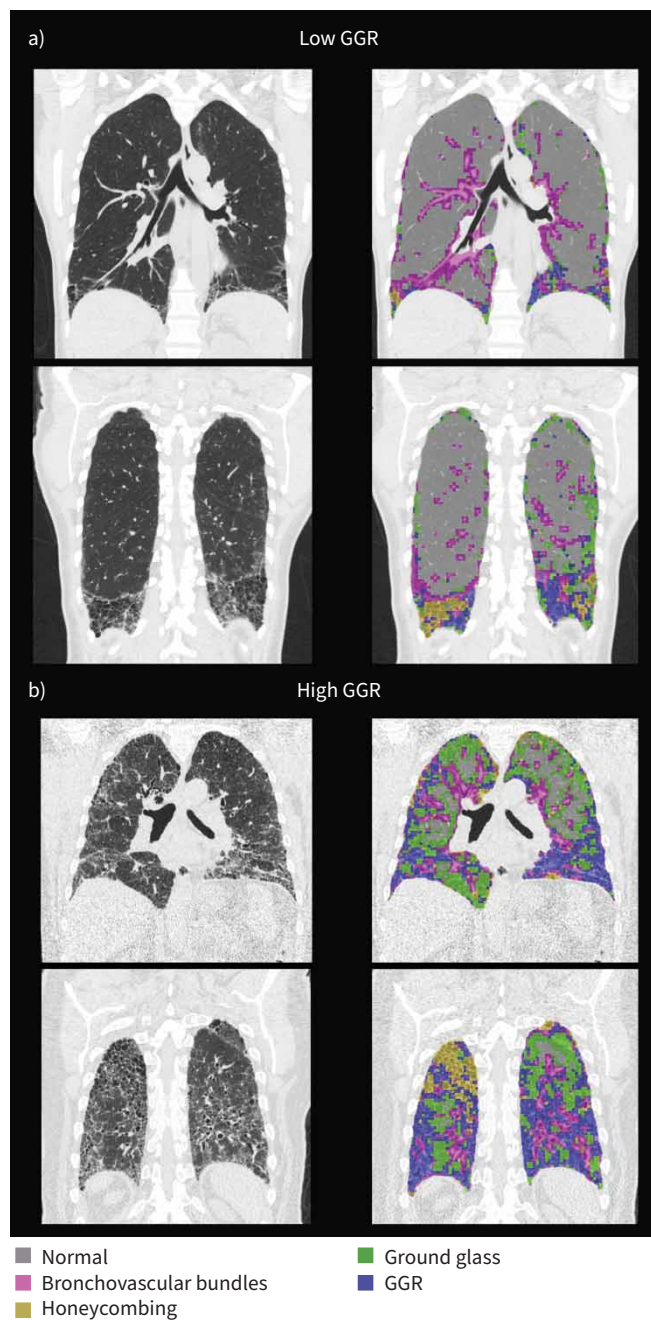 a)
Low GGR
b)
High GGR
Normal
Bronchovascular bundles
Honeycombing
Ground glass
GGR